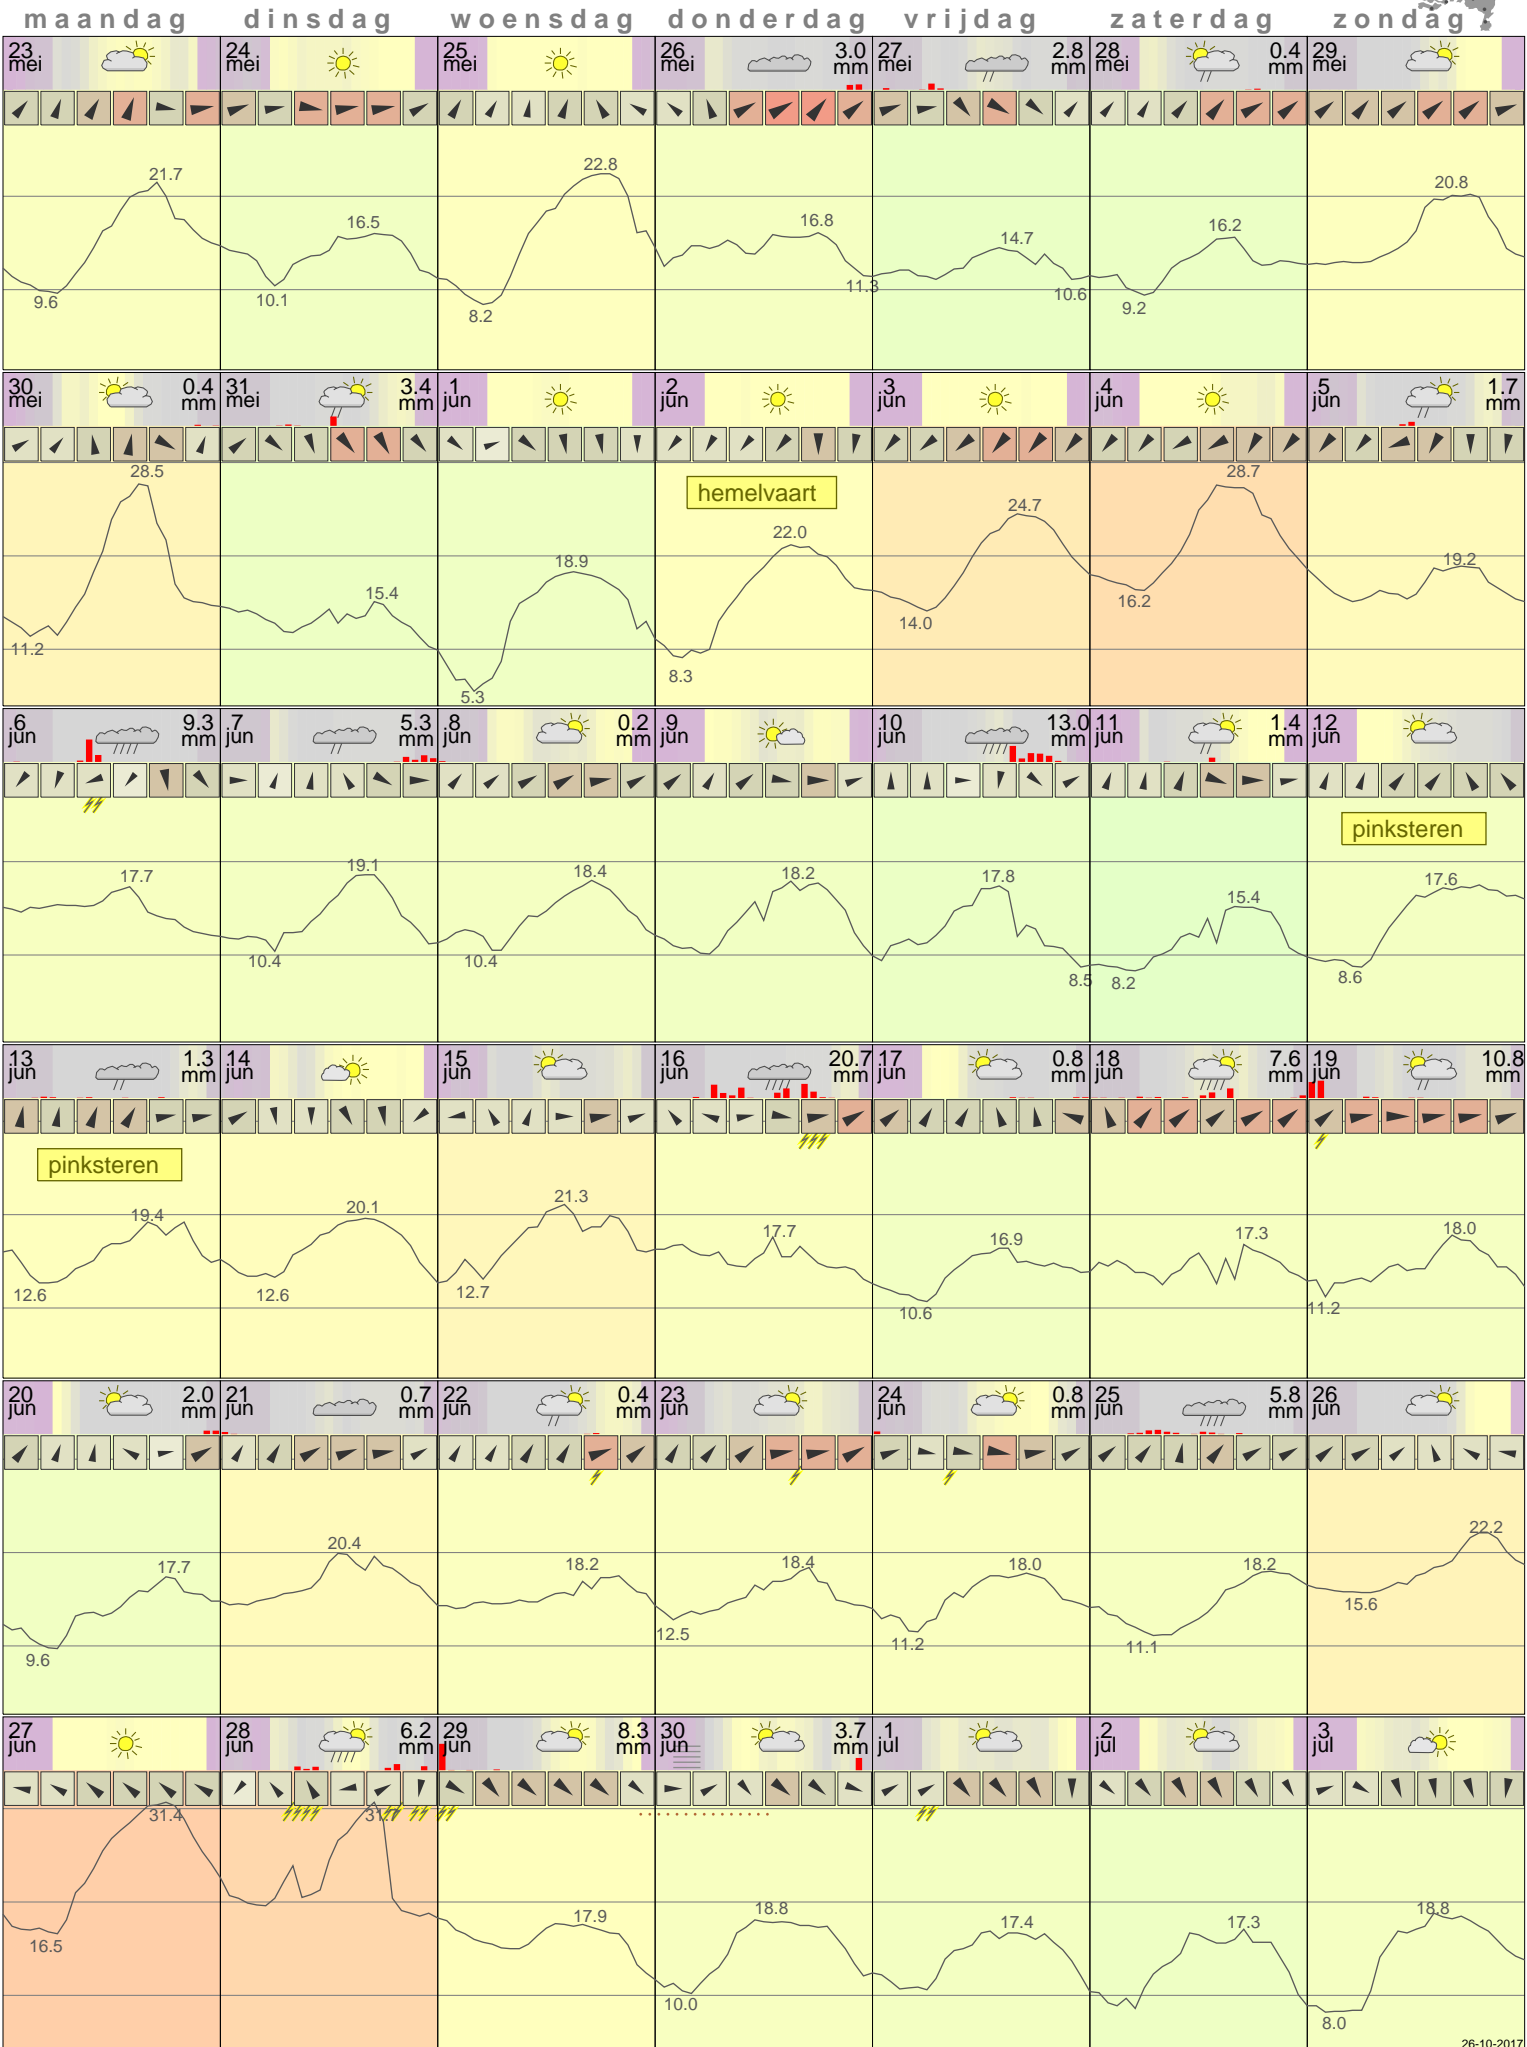 maandag dinsdag woensdag donderdag vrijdag zaterdag zondag
23 24 25 26 3.0 27 2.8 28 0.4 29
mei mei mei mei mm mei mm mei mm mei
21.7 16.5 22.8 16.8 14.7 16.2 20.8
9.6 10.1 8.2 11.3 10.6 9.2
30 0.4 31 3.4 1 2 3 4 5 1.7
mei mm mei mm jun jun jun jun jun mm
hemelvaart
28.5 15.4 18.9 22.0 24.7 28.7 19.2
11.2 5.3 8.3 14.0 16.2
6 9.3 7 5.3 8 0.2 9 10 13.0 11 1.4 12
jun mm jun mm jun mm jun jun mm jun mm jun
pinksteren
17.7 19.1 18.4 18.2 17.8 15.4 17.6
10.4 10.4 8.5 8.2 8.6
13 1.3 14 15 16 20.7 17 0.8 18 7.6 19 10.8
jun mm jun jun jun mm jun mm jun mm jun mm
pinksteren
19.4 20.1 21.3 17.7 16.9 17.3 18.0
12.6 12.6 12.7 10.6 11.2
20 2.0 21 0.7 22 0.4 23 24 0.8 25 5.8 26
jun mm jun mm jun mm jun jun mm jun mm jun
17.7 20.4 18.2 18.4 18.0 18.2 22.2
9.6 12.5 11.2 11.1 15.6
27 28 6.2 29 8.3 30 3.7 1 2 3
jun jun mm jun mm jun mm jul jul jul
31.4 31.7 17.9 18.8 17.4 17.3 18.8
16.5 10.0 8.0
26-10-2017